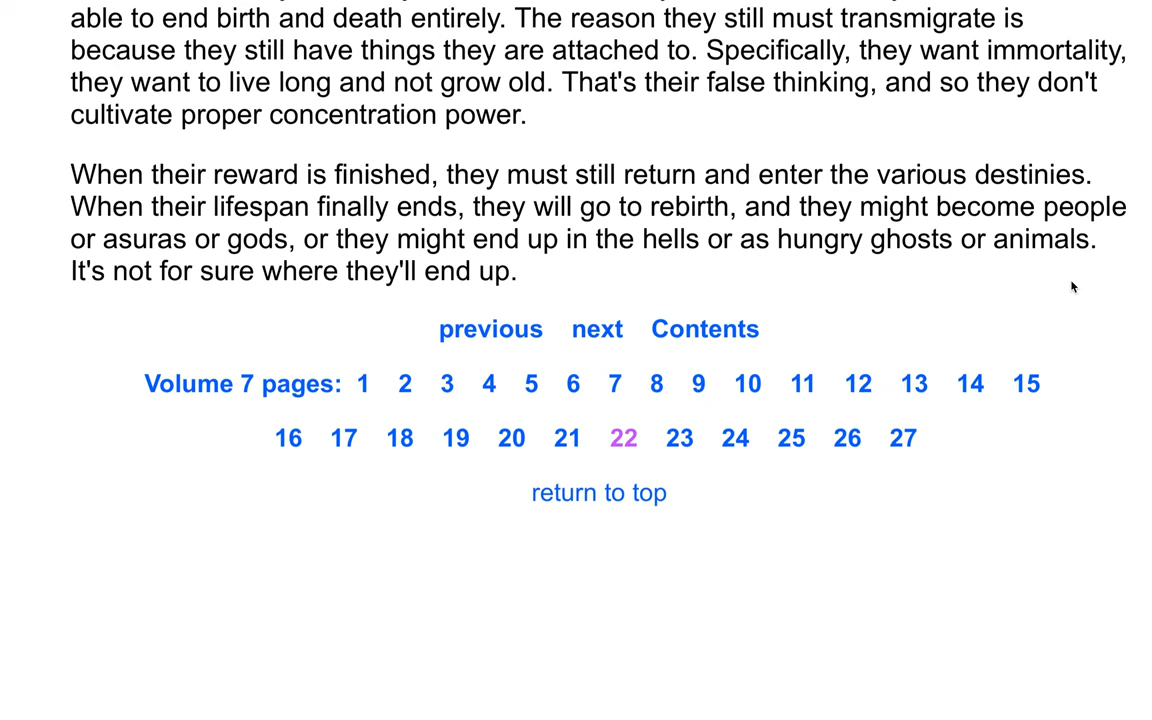 able to end birth and death entirely. The reason they still must transmigrate is
because they still have things they are attached to. Specifically, they want immortality,
they want to live long and not grow old. That's their false thinking, and so they don't
cultivate proper concentration power.
When their reward is finished, they must still return and enter the various destinies.
When their lifespan finally ends, they will go to rebirth, and they might become people
or asuras or gods, or they might end up in the hells or as hungry ghosts or animals.
It's not for sure where they'll end up.
previous next Contents
Volume 7 pages: 1 2 3 4 5 6 7 8 9 10 11 12 13 14 15
16 17 18 19 20 21 22 23 24 25 26 27
return to top